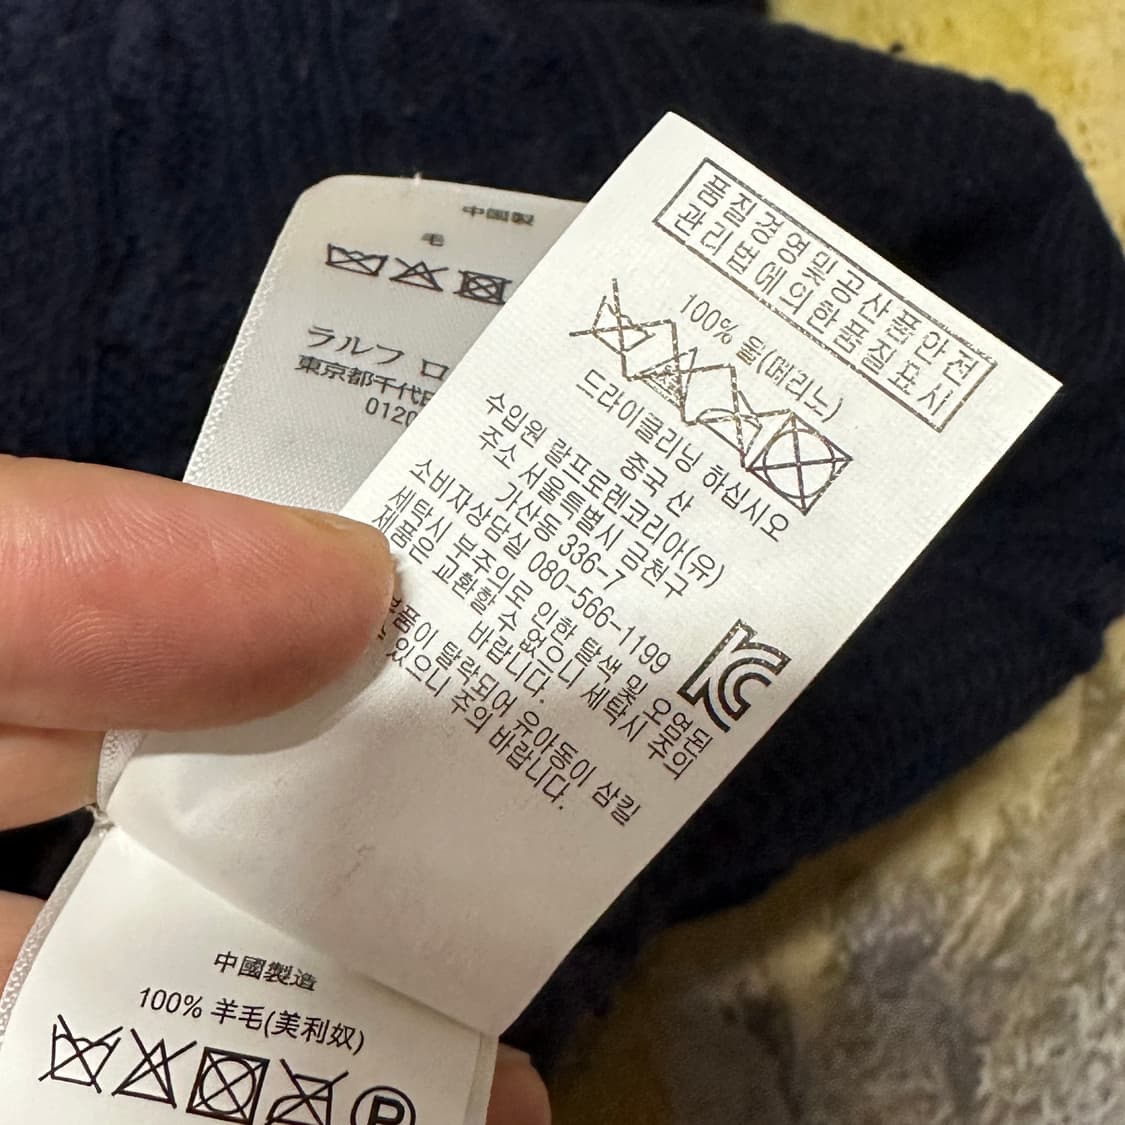 中国製
毛
ラルフ ロ
東京都千代田
0120
품질경영및공산품안전
관리법에의한품질표시
100% 울(메리노)
드라이클리닝 하십시오
중국 산
수입원 랄프로렌코리아(유)
주소 서울특별시 금천구
가산동 336-7
소비자상담실 080-566-1199
세탁시 부주의로 인한 탈색 및 오염된
제품은 교환할 수 없으니 세탁시 주의
바랍니다.
부품이 탈락되어 유아동이 삼킬
있으니 주의 바랍니다.
中國製造
100% 羊毛(美利奴)
P